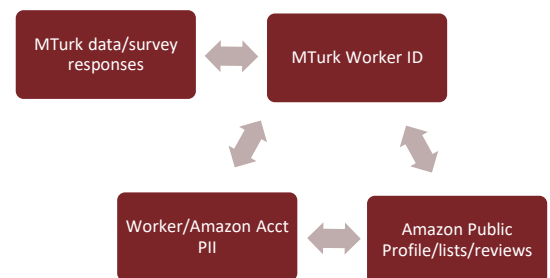 MTurk data/survey
responses
MTurk Worker ID
Worker/Amazon Acct
PII
Amazon Public
Profile/lists/reviews